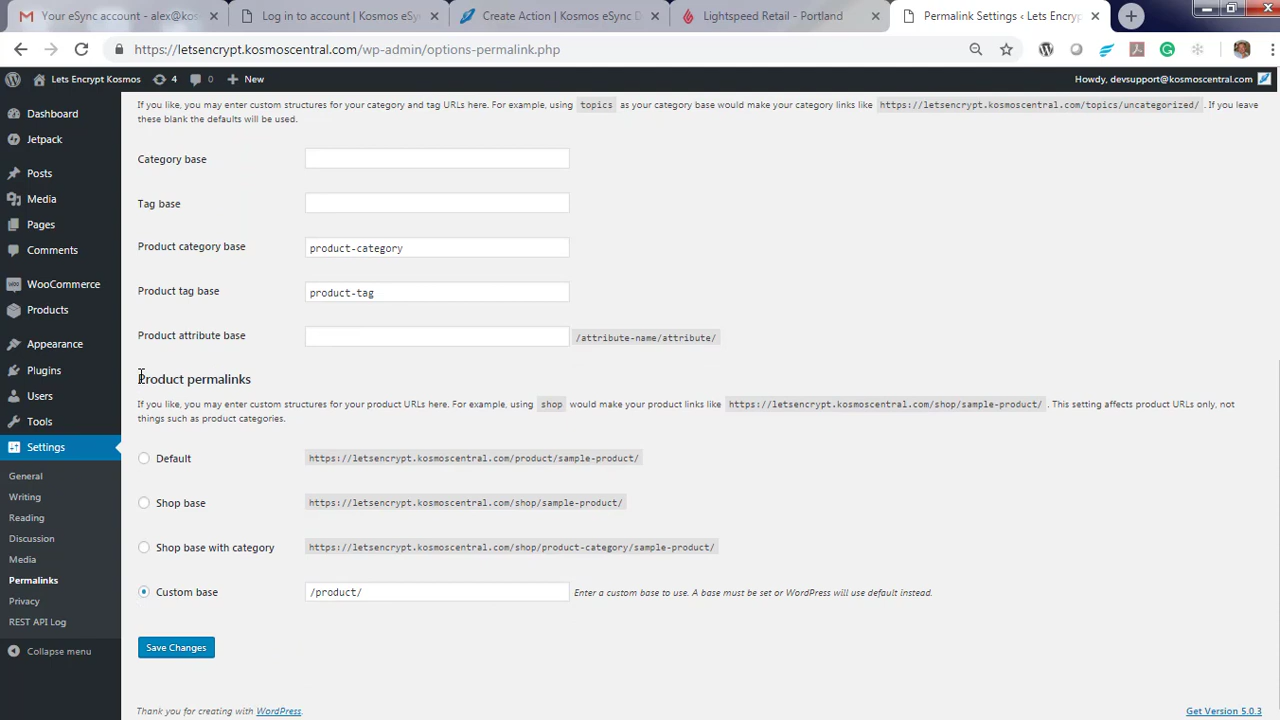 Your eSync account - alex@kos
Log in to account | Kosmos eSy
Create Action | Kosmos eSync D
Lightspeed Retail - Portland
Permalink Settings ‹ Lets Encry
https://letsencrypt.kosmoscentral.com/wp-admin/options-permalink.php
Lets Encrypt Kosmos 4 0 New Howdy, devsupport@kosmoscentral.com
Dashboard
Jetpack
Posts
Media
Pages
Comments
WooCommerce
Products
Appearance
Plugins
Users
Tools
Settings
General
Writing
Reading
Discussion
Media
Permalinks
Privacy
REST API Log
Collapse menu
If you like, you may enter custom structures for your category and tag URLs here. For example, using topics as your category base would make your category links like https://letsencrypt.kosmoscentral.com/topics/uncategorized/ . If you leave
these blank the defaults will be used.
Category base
Tag base
Product category base product-category
Product tag base product-tag
Product attribute base /attribute-name/attribute/
Product permalinks
If you like, you may enter custom structures for your product URLs here. For example, using shop would make your product links like https://letsencrypt.kosmoscentral.com/shop/sample-product/ . This setting affects product URLs only, not
things such as product categories.
Default https://letsencrypt.kosmoscentral.com/product/sample-product/
Shop base https://letsencrypt.kosmoscentral.com/shop/sample-product/
Shop base with category https://letsencrypt.kosmoscentral.com/shop/product-category/sample-product/
Custom base /product/ Enter a custom base to use. A base must be set or WordPress will use default instead.
Save Changes
Thank you for creating with WordPress. Get Version 5.0.3